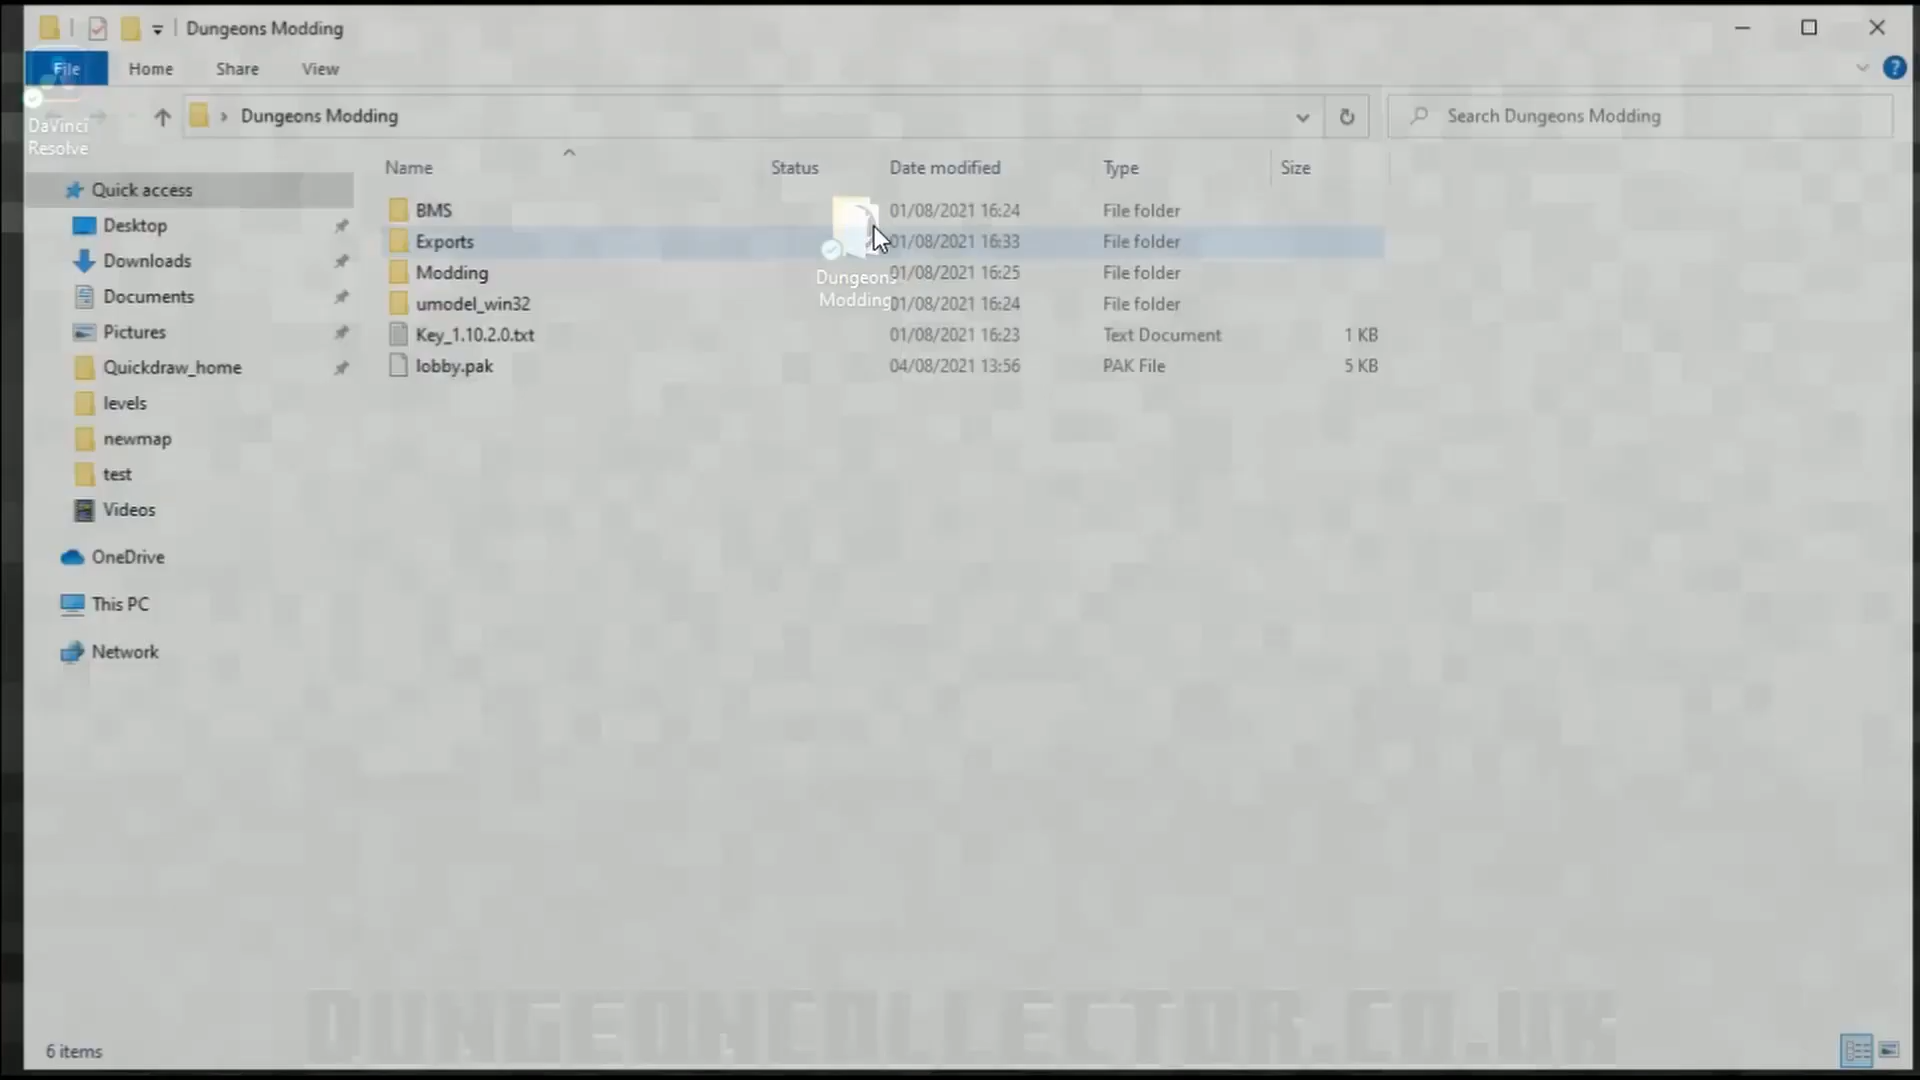 Dungeons Modding
File Home Share View
Dungeons Modding
Search Dungeons Modding
DaVinci
Resolve
Name Status Date modified Type Size
Quick access
Desktop
Downloads
Documents
Pictures
Quickdraw_home
levels
newmap
test
Videos
OneDrive
This PC
Network
BMS 01/08/2021 16:24 File folder
Exports 01/08/2021 16:33 File folder
Modding 01/08/2021 16:25 File folder
umodel_win32 01/08/2021 16:24 File folder
Key_1.10.2.0.txt 01/08/2021 16:23 Text Document 1 KB
lobby.pak 04/08/2021 13:56 PAK File 5 KB
Dungeons
Modding
DUNGEONCOLLECTOR.CO.UK
6 items